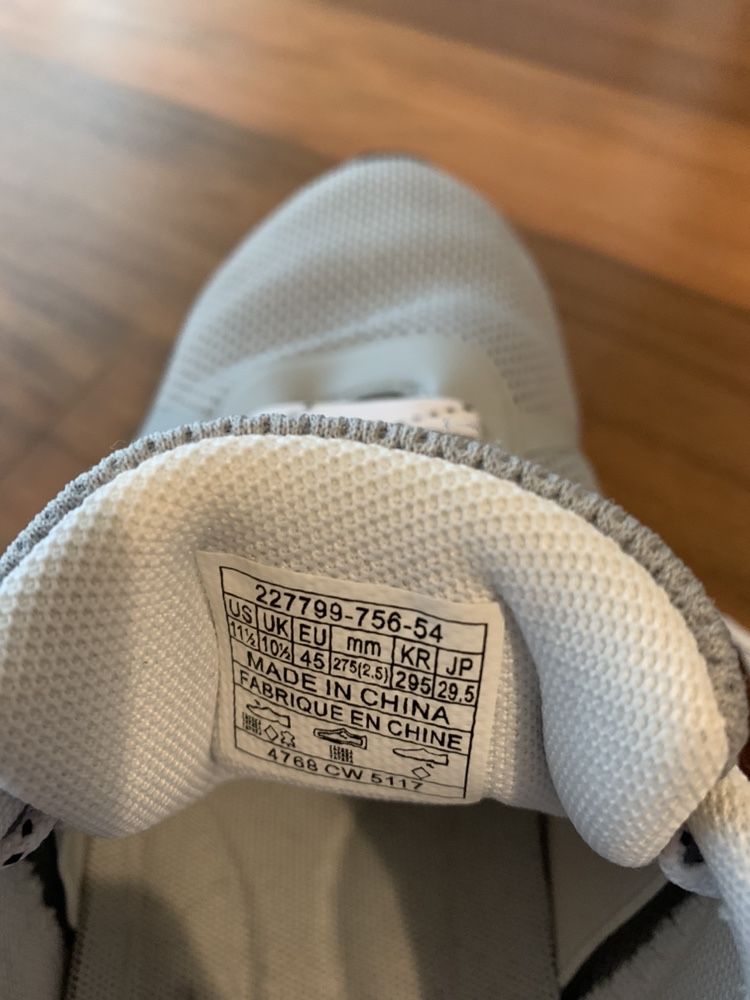 227799-756-54
US UK EU mm KR JP
11½ 10½ 45 275(2.5) 295 29.5
MADE IN CHINA
FABRIQUE EN CHINE
4768 CW 5117